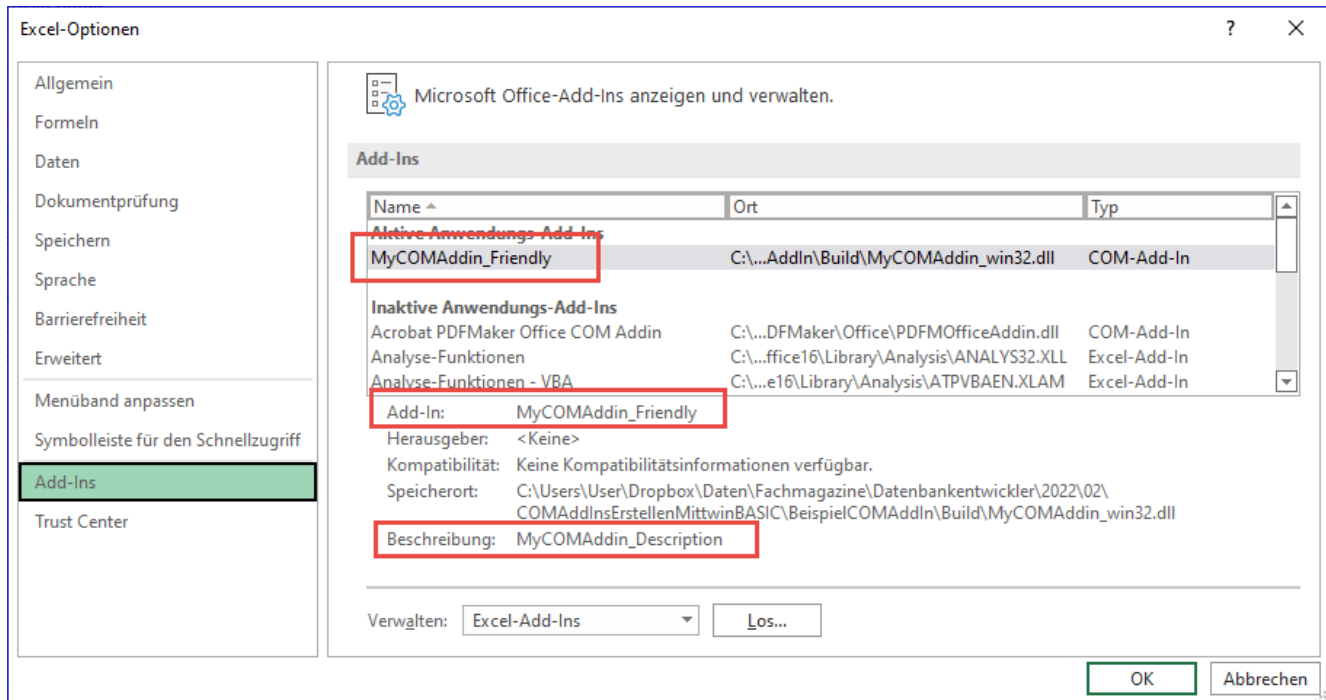 Excel-Optionen
?
Allgemein
Formeln
Daten
Dokumentprüfung
Speichern
Sprache
Barrierefreiheit
Erweitert
Menüband anpassen
Symbolleiste für den Schnellzugriff
Add-Ins
Trust Center
Microsoft Office-Add-Ins anzeigen und verwalten.
Add-Ins
Name Ort Typ
Aktive Anwendungs-Add-Ins
MyCOMAddin_Friendly C:\...AddIn\Build\MyCOMAddin_win32.dll COM-Add-In
Inaktive Anwendungs-Add-Ins
Acrobat PDFMaker Office COM Addin C:\...DFMaker\Office\PDFMOfficeAddin.dll COM-Add-In
Analyse-Funktionen C:\...ffice16\Library\Analysis\ANALYS32.XLL Excel-Add-In
Analyse-Funktionen - VBA C:\...e16\Library\Analysis\ATPVBAEN.XLAM Excel-Add-In
Add-In: MyCOMAddin_Friendly
Herausgeber: <Keine>
Kompatibilität: Keine Kompatibilitätsinformationen verfügbar.
Speicherort: C:\Users\User\Dropbox\Daten\Fachmagazine\Datenbankentwickler\2022\02\
COMAddInsErstellenMittwinBASIC\BeispielCOMAddIn\Build\MyCOMAddin_win32.dll
Beschreibung: MyCOMAddin_Description
Verwalten: Excel-Add-Ins Los...
OK Abbrechen